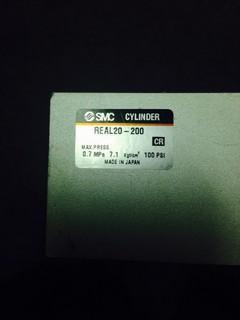 SMC CYLINDER
REAL20-200
CR
MAX.PRESS.
0.7 MPa 7.1 kgf/cm² 100 PSI
MADE IN JAPAN